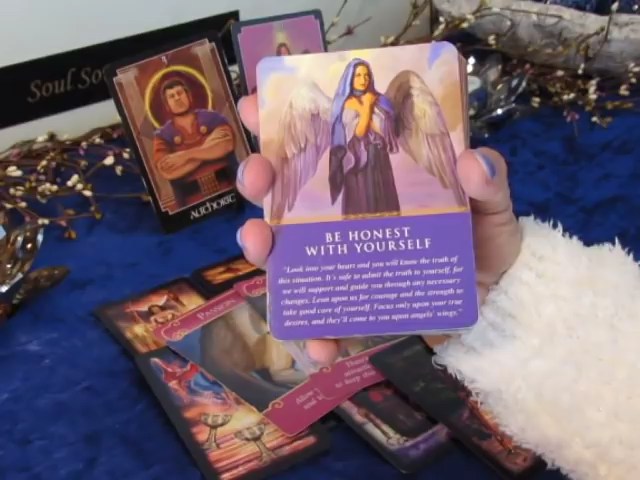 Soul So
V
AUTHORIT
BE HONEST
WITH YOURSELF
"Look into your heart and you will know the truth of
this situation. It's safe to admit the truth to yourself, for
we will support and guide you through any necessary
changes. Lean upon us for courage and the strength to
take good care of yourself. Focus only upon your true
desires, and they'll come to you upon angels' wings."
PASSION